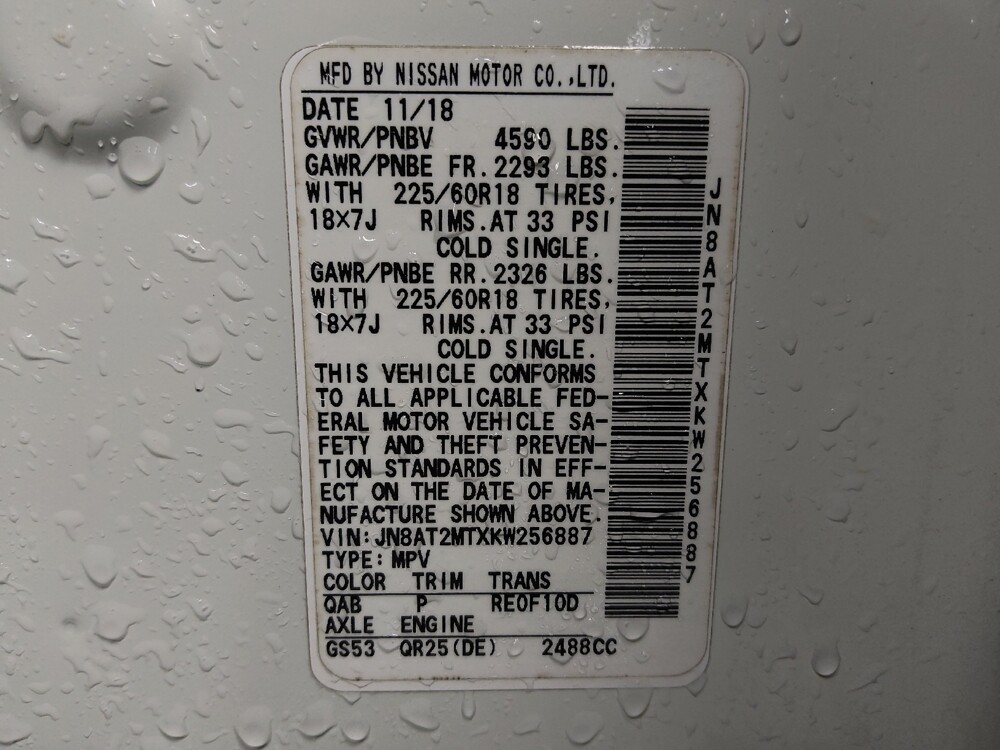 MFD BY NISSAN MOTOR CO.,LTD.
DATE 11/18
GVWR/PNBV 4590 LBS.
GAWR/PNBE FR. 2293 LBS.
WITH 225/60R18 TIRES,
18×7J RIMS.AT 33 PSI
COLD SINGLE.
GAWR/PNBE RR. 2326 LBS.
WITH 225/60R18 TIRES,
18×7J RIMS.AT 33 PSI
COLD SINGLE.
THIS VEHICLE CONFORMS
TO ALL APPLICABLE FED-
ERAL MOTOR VEHICLE SA-
FETY AND THEFT PREVEN-
TION STANDARDS IN EFF-
ECT ON THE DATE OF MA-
NUFACTURE SHOWN ABOVE.
VIN:JN8AT2MTXKW256887
TYPE:MPV
COLOR TRIM TRANS
QAB P RE0F10D
AXLE ENGINE
GS53 QR25(DE) 2488CC
JN8AT2MTXKW256887